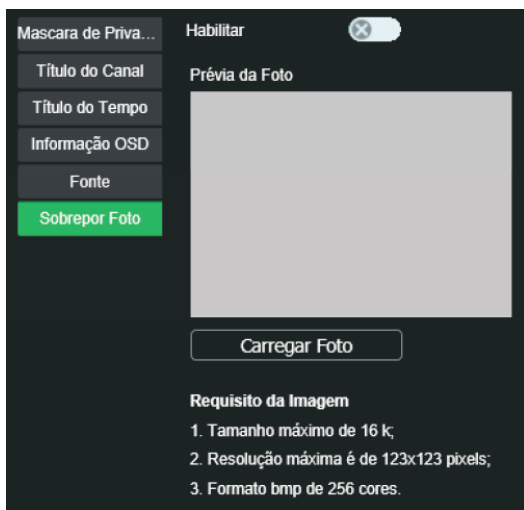 Mascara de Priva...
Título do Canal
Título do Tempo
Informação OSD
Fonte
Sobrepor Foto
Habilitar
Prévia da Foto
Carregar Foto
Requisito da Imagem
1. Tamanho máximo de 16 k;
2. Resolução máxima é de 123x123 pixels;
3. Formato bmp de 256 cores.